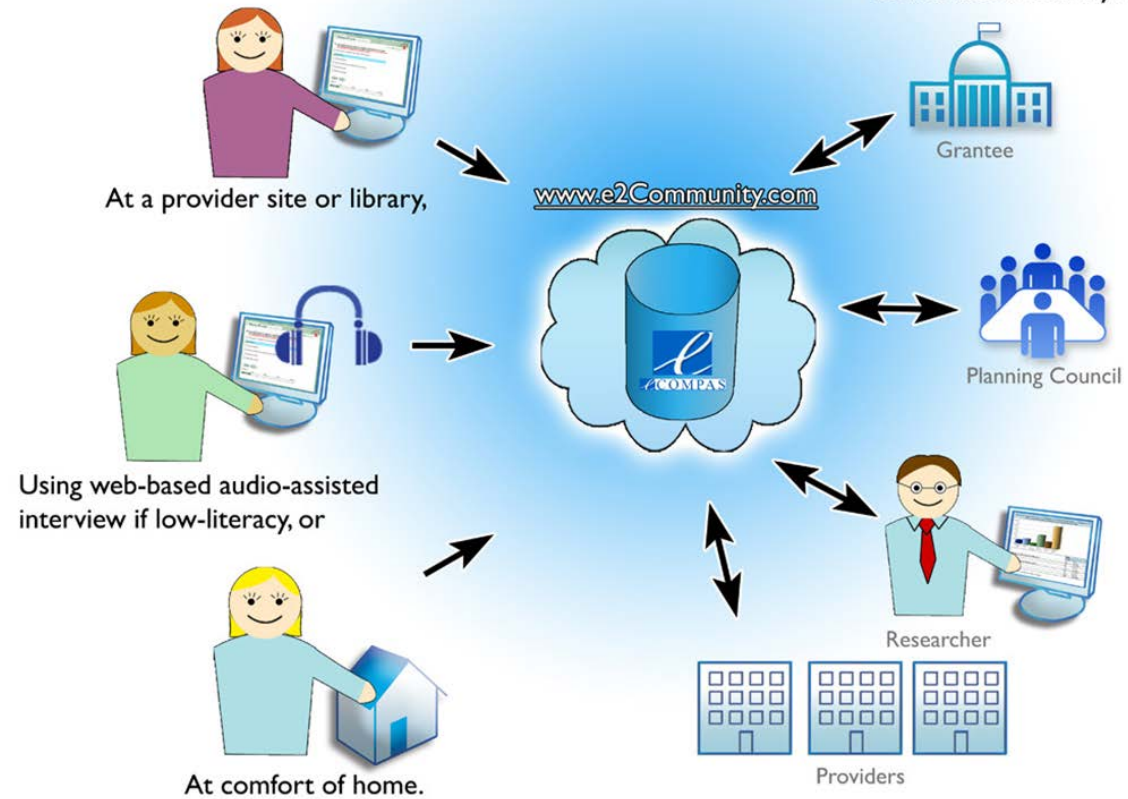 Grantee
At a provider site or library,
www.e2Community.com
eCOMPAS
Planning Council
Using web-based audio-assisted
interview if low-literacy, or
Researcher
At comfort of home.
Providers